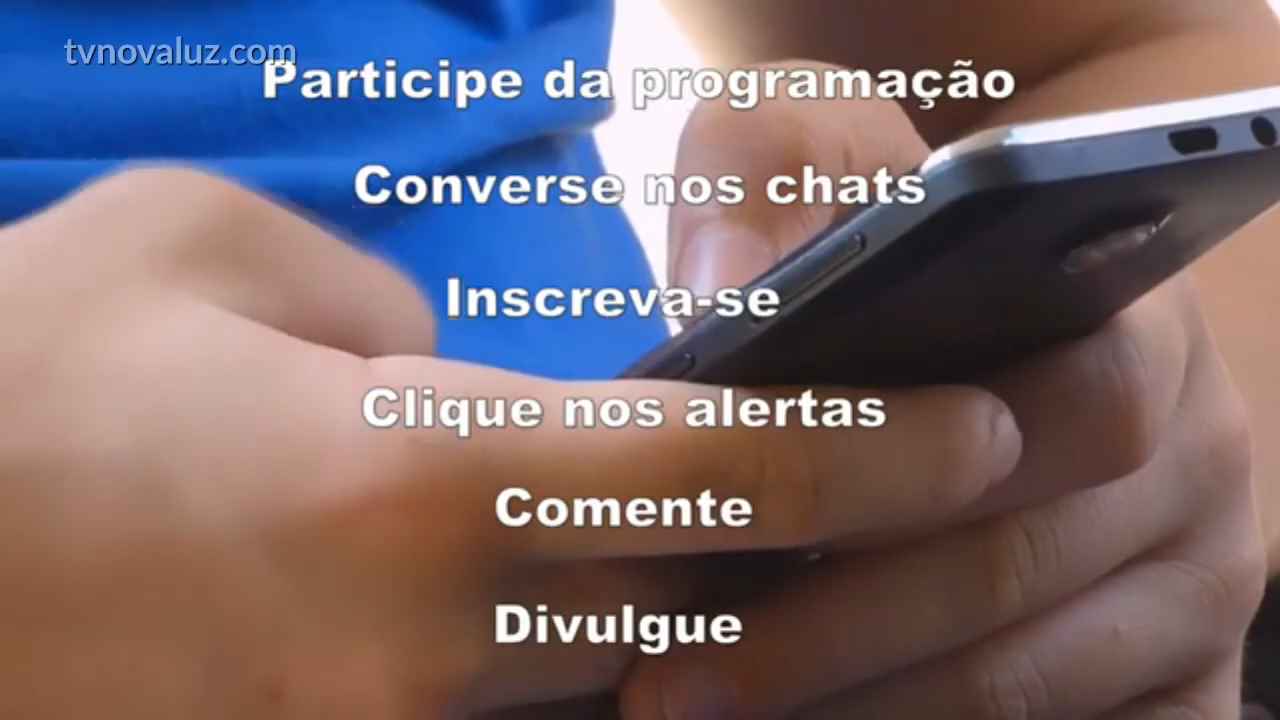 tvnovaluz.com
Participe da programação
Converse nos chats
Inscreva-se
Clique nos alertas
Comente
Divulgue